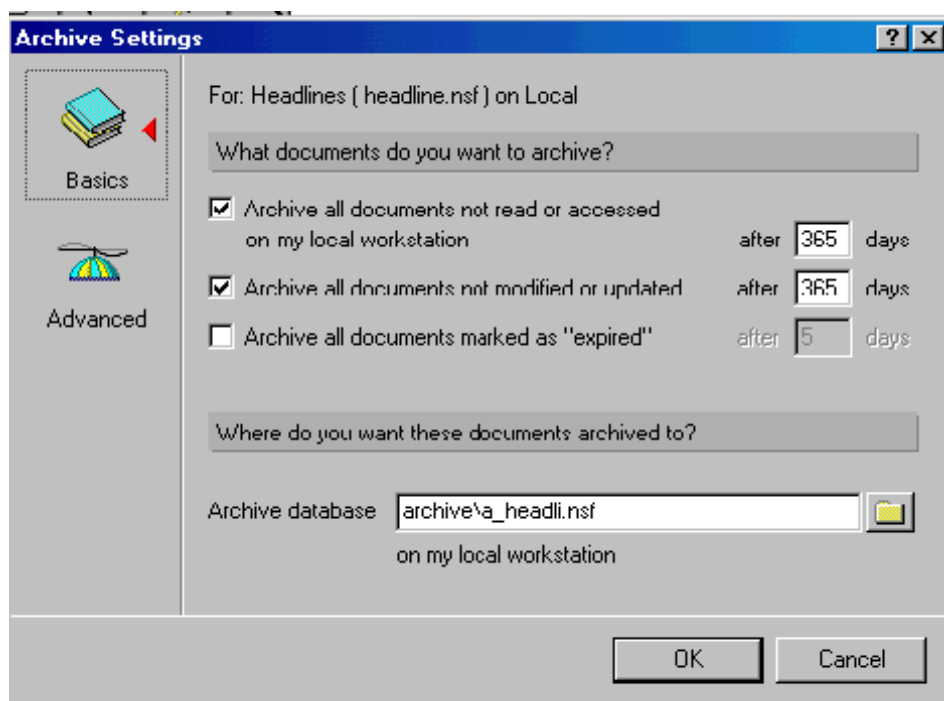 Archive Settings
For: Headlines ( headline.nsf ) on Local
What documents do you want to archive?
Basics
Archive all documents not read or accessed
on my local workstation after 365 days
Archive all documents not modified or updated after 365 days
Advanced
Archive all documents marked as "expired" after 5 days
Where do you want these documents archived to?
Archive database archive\a_headli.nsf
on my local workstation
OK Cancel